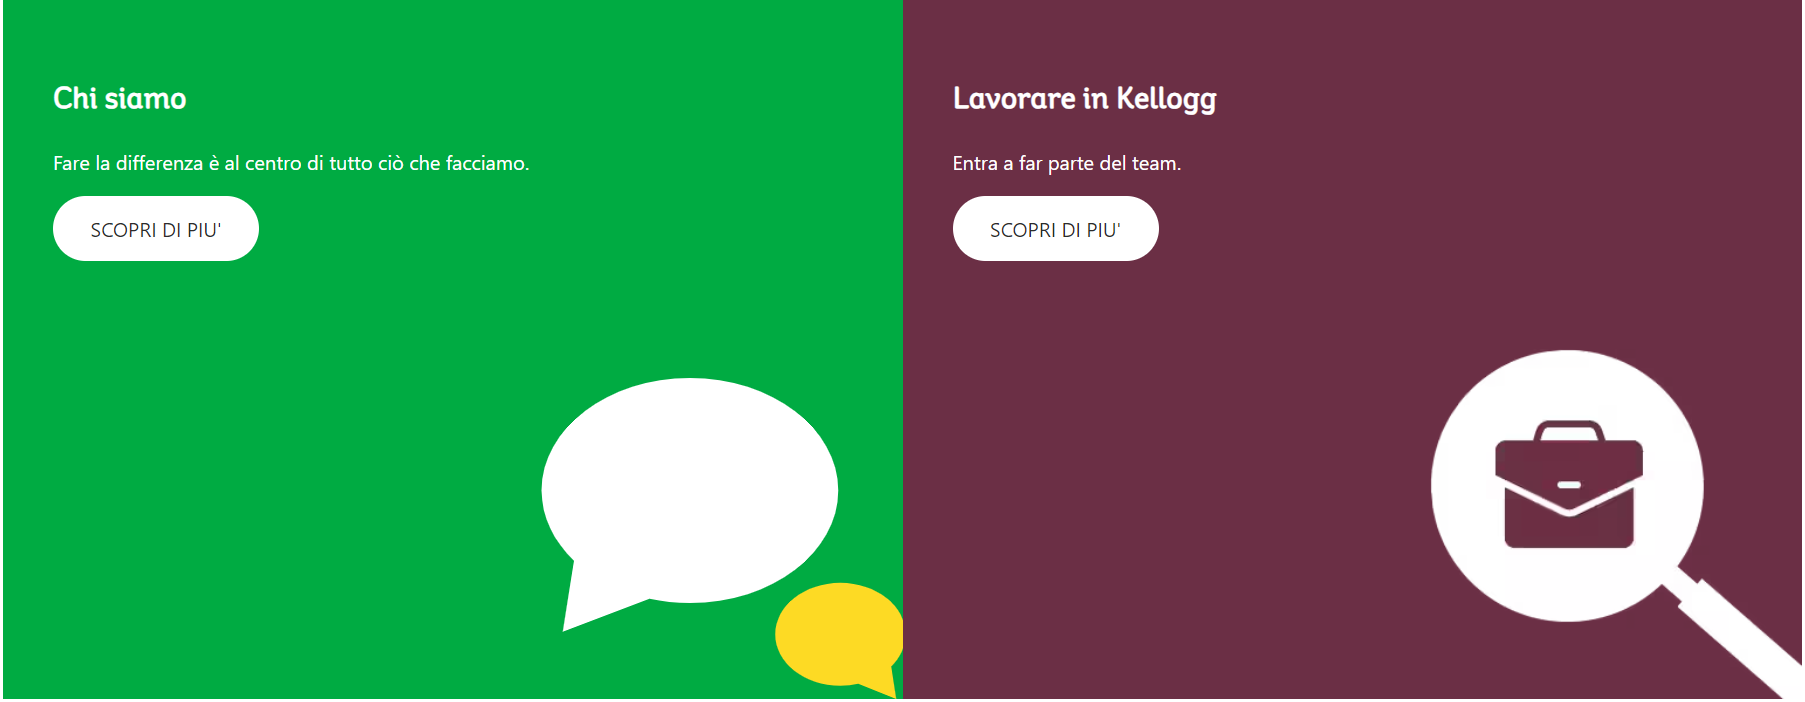 Chi siamo
Fare la differenza è al centro di tutto ciò che facciamo.
SCOPRI DI PIU'
Lavorare in Kellogg
Entra a far parte del team.
SCOPRI DI PIU'